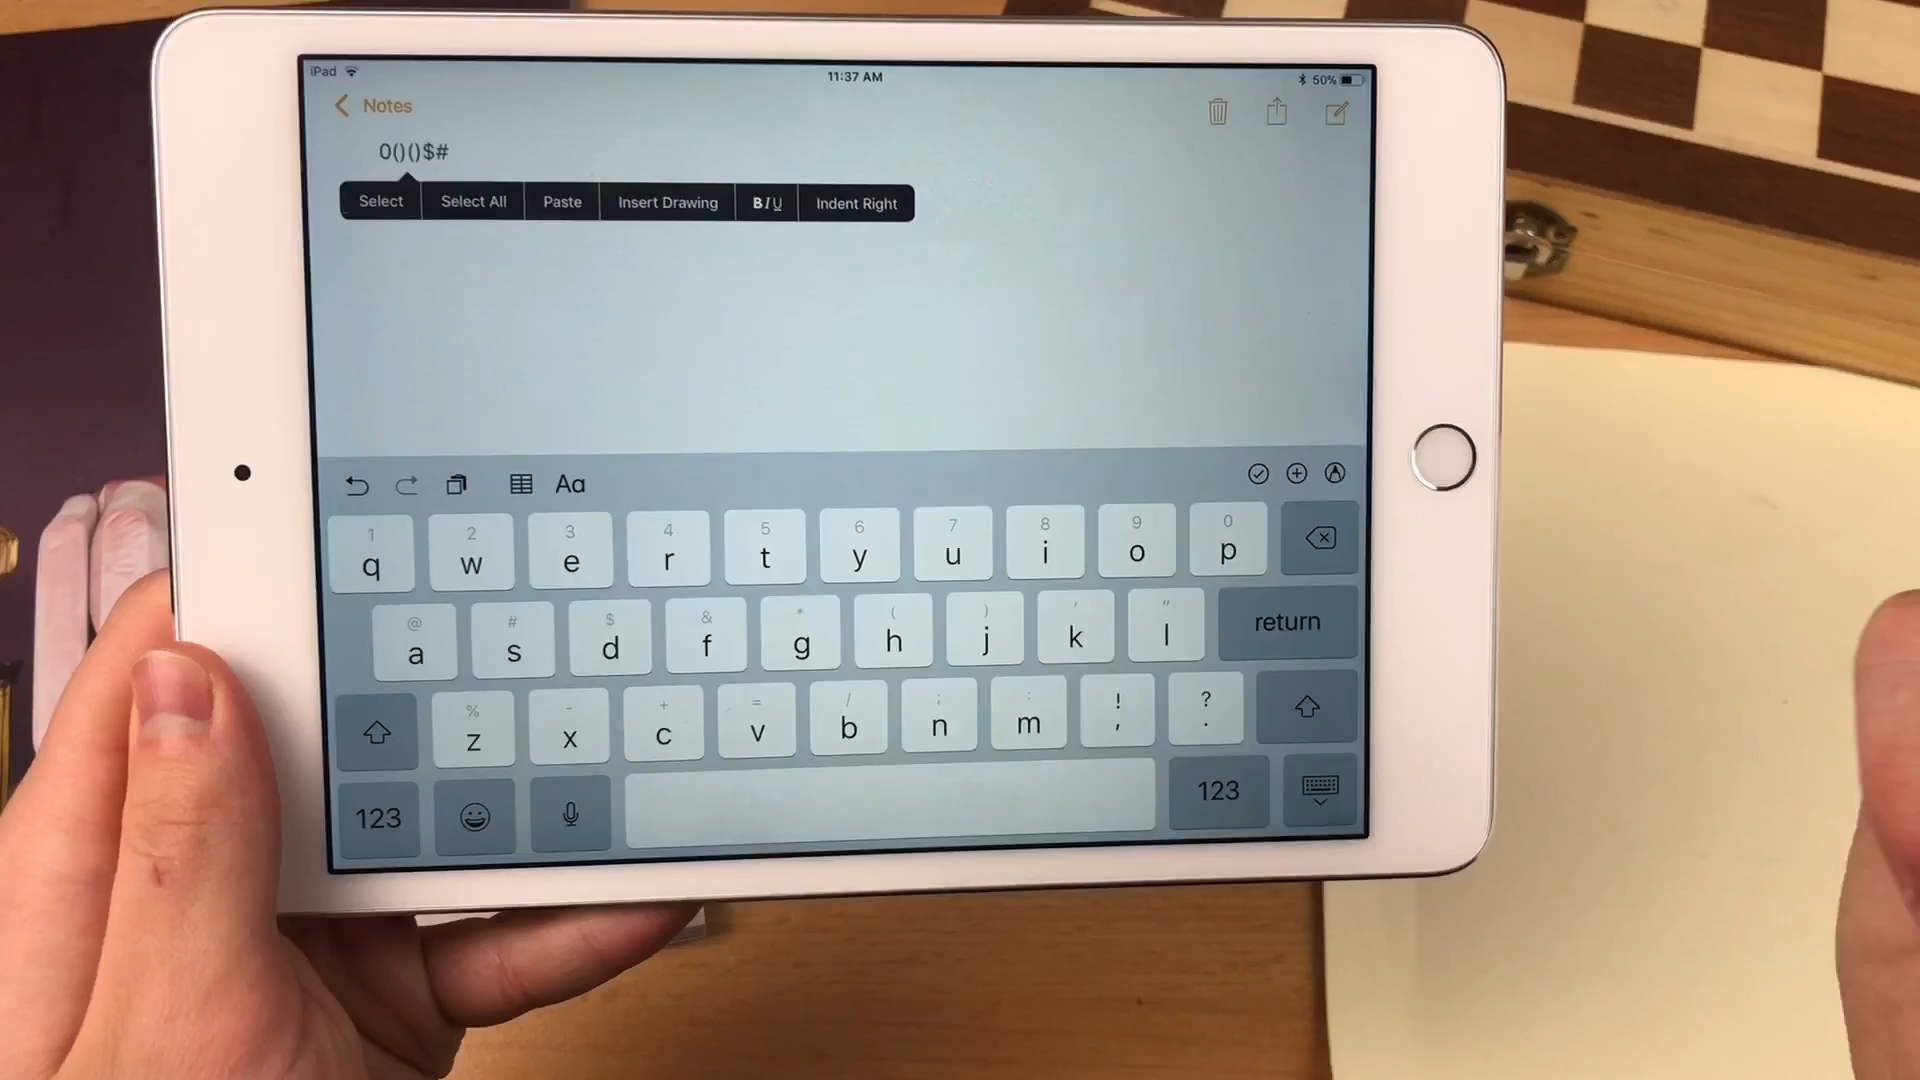 iPad 11:37 AM 50%
Notes
0()()$#
Select Select All Paste Insert Drawing BIU Indent Right
Aa
1 2 3 4 5 6 7 8 9 0
q w e r t y u i o p
@ # $ & * ( ) ' "
a s d f g h j k l return
% - + = / ; : ! ?
z x c v b n m , .
123 123